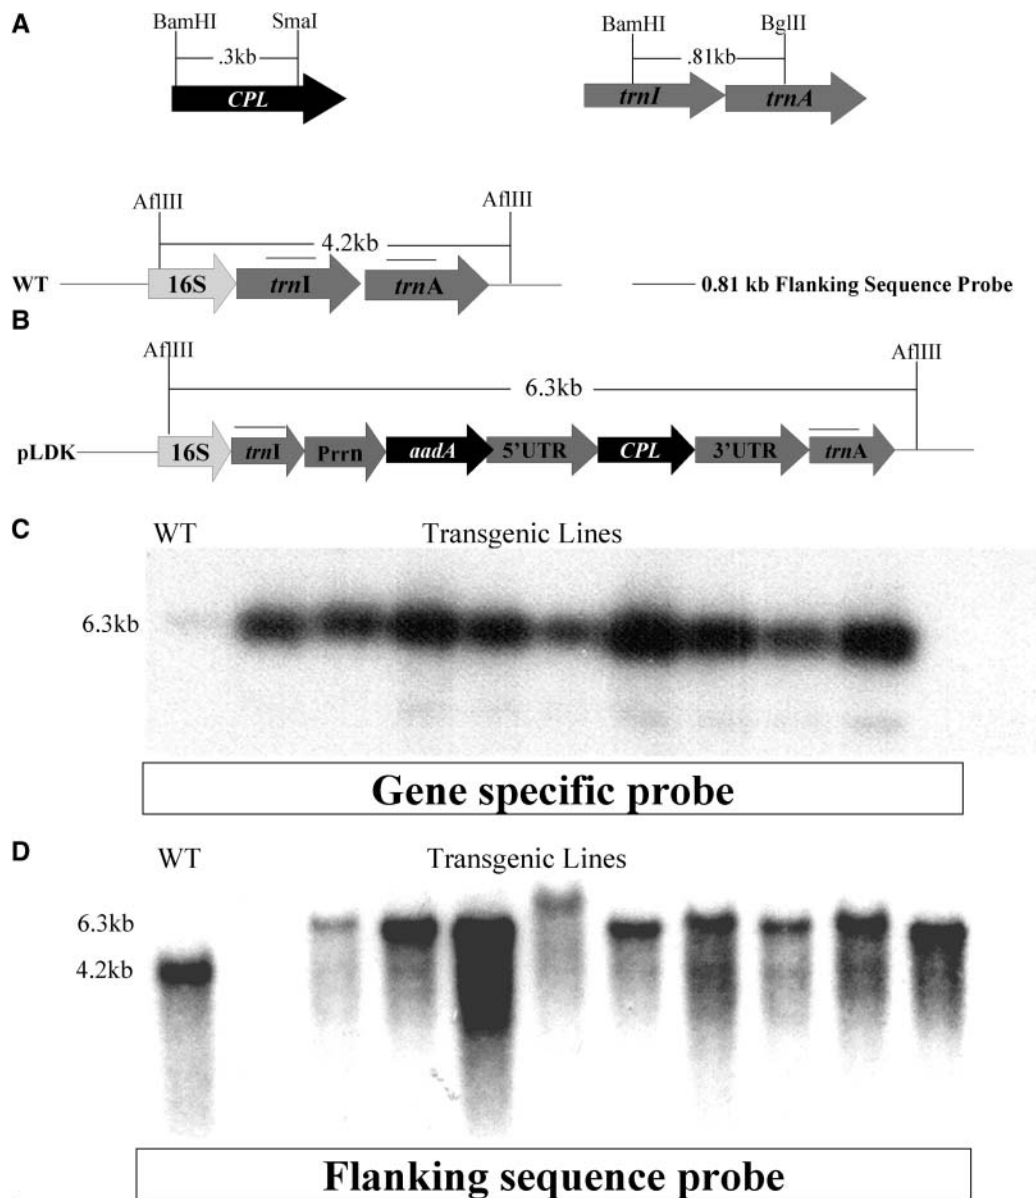 A
BamHI SmaI BamHI BglII
.3kb .81kb
CPL trnI trnA
AflIII AflIII
4.2kb
WT 16S trnI trnA 0.81 kb Flanking Sequence Probe
B
AflIII AflIII
6.3kb
pLDK 16S trnI Prrn aadA 5'UTR CPL 3'UTR trnA
C
WT Transgenic Lines
6.3kb
Gene specific probe
D
WT Transgenic Lines
6.3kb
4.2kb
Flanking sequence probe